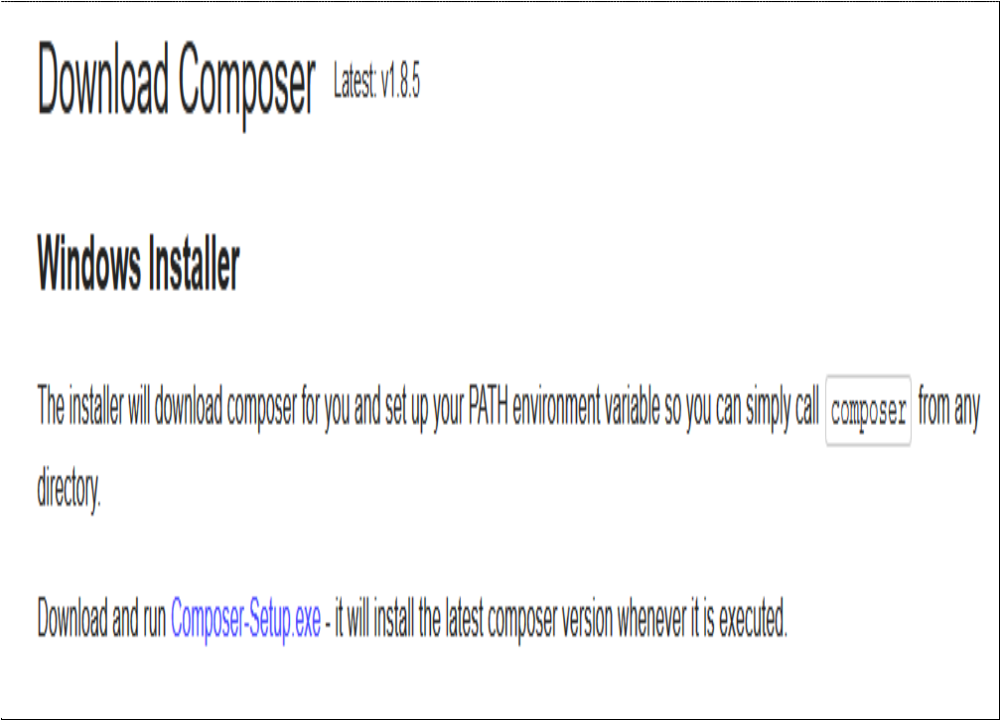 Download Composer Latest: v1.8.5
Windows Installer
The installer will download composer for you and set up your PATH environment variable so you can simply call composer from any
directory.
Download and run Composer-Setup.exe - it will install the latest composer version whenever it is executed.